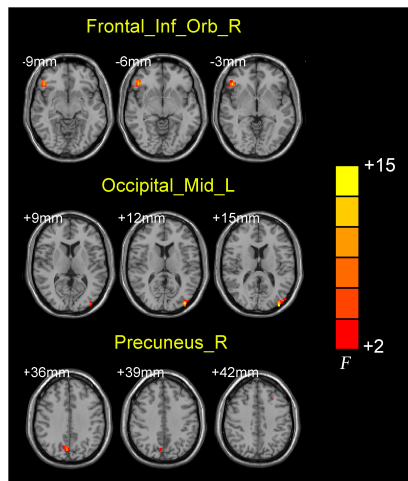 Frontal_Inf_Orb_R
-9mm -6mm -3mm
+15
Occipital_Mid_L
+9mm +12mm +15mm
Precuneus_R
+2
F
+36mm +39mm +42mm